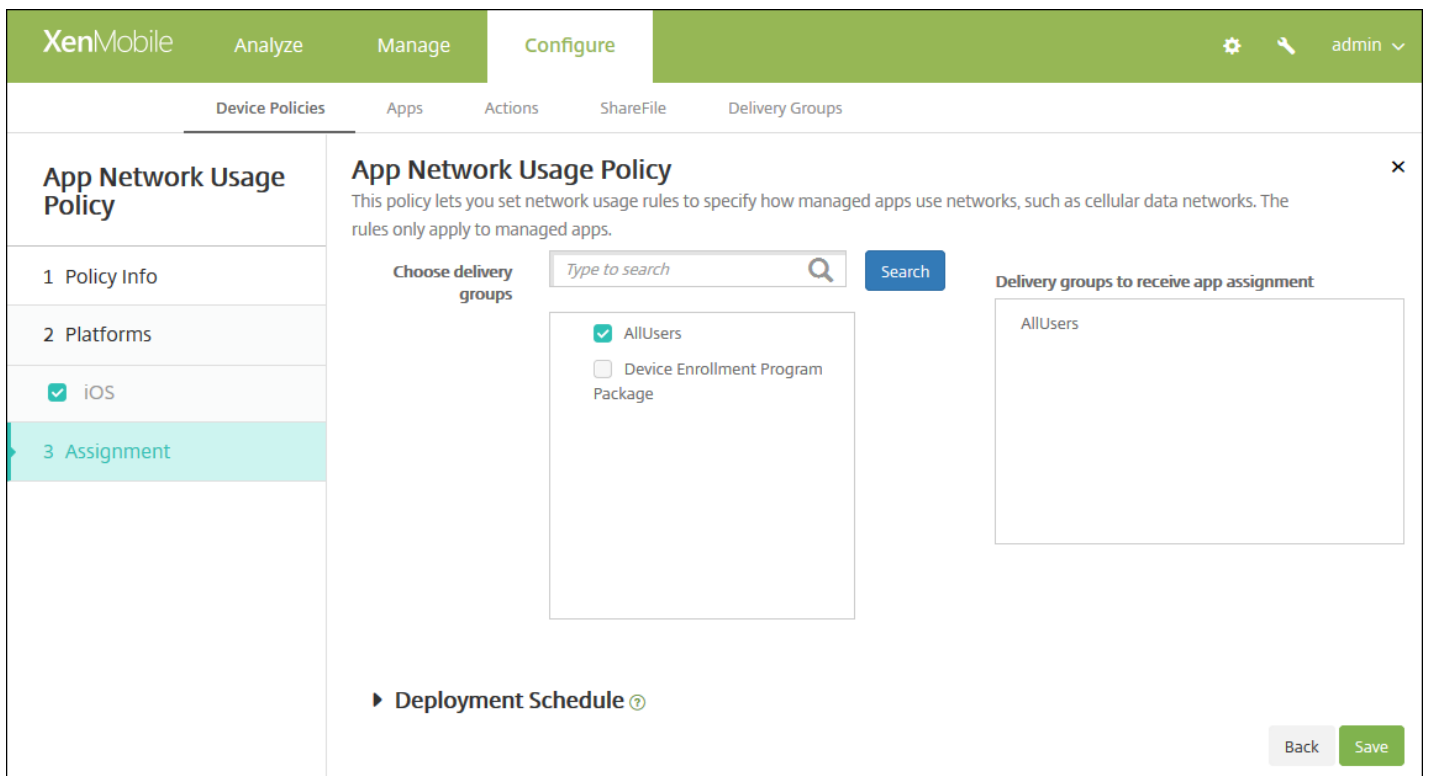 XenMobile Analyze Manage Configure admin
Device Policies Apps Actions ShareFile Delivery Groups
App Network Usage
Policy
1 Policy Info
2 Platforms
iOS
3 Assignment
App Network Usage Policy
This policy lets you set network usage rules to specify how managed apps use networks, such as cellular data networks. The
rules only apply to managed apps.
Choose delivery
groups
Type to search
Search
AllUsers
Device Enrollment Program
Package
Delivery groups to receive app assignment
AllUsers
Deployment Schedule ?
Back Save